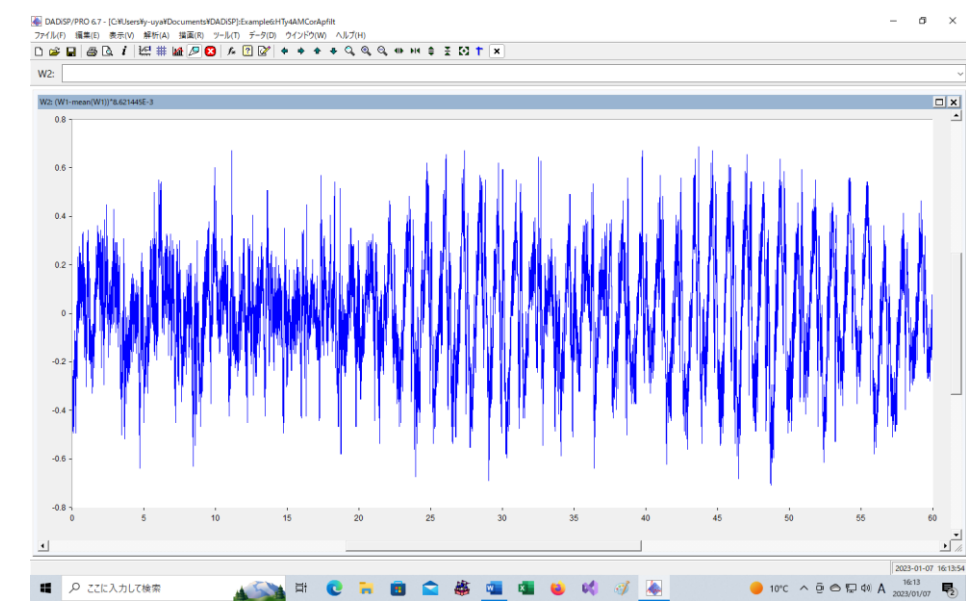 DADiSP/PRO 6.7 - [C:¥Users¥y-uya¥Documents¥DADiSP]:Example6:HTy4AMCorApfilt
ファイル(F) 編集(E) 表示(V) 解析(A) 描画(R) ツール(T) データ(D) ウインドウ(W) ヘルプ(H)
W2:
W2: (W1-mean(W1))*8.621445E-3
0.8
0.6
0.4
0.2
0
-0.2
-0.4
-0.6
-0.8
0 5 10 15 20 25 30 35 40 45 50 55 60
2023-01-07 16:13:54
ここに入力して検索
10°C
A
16:13
2023/01/07
2